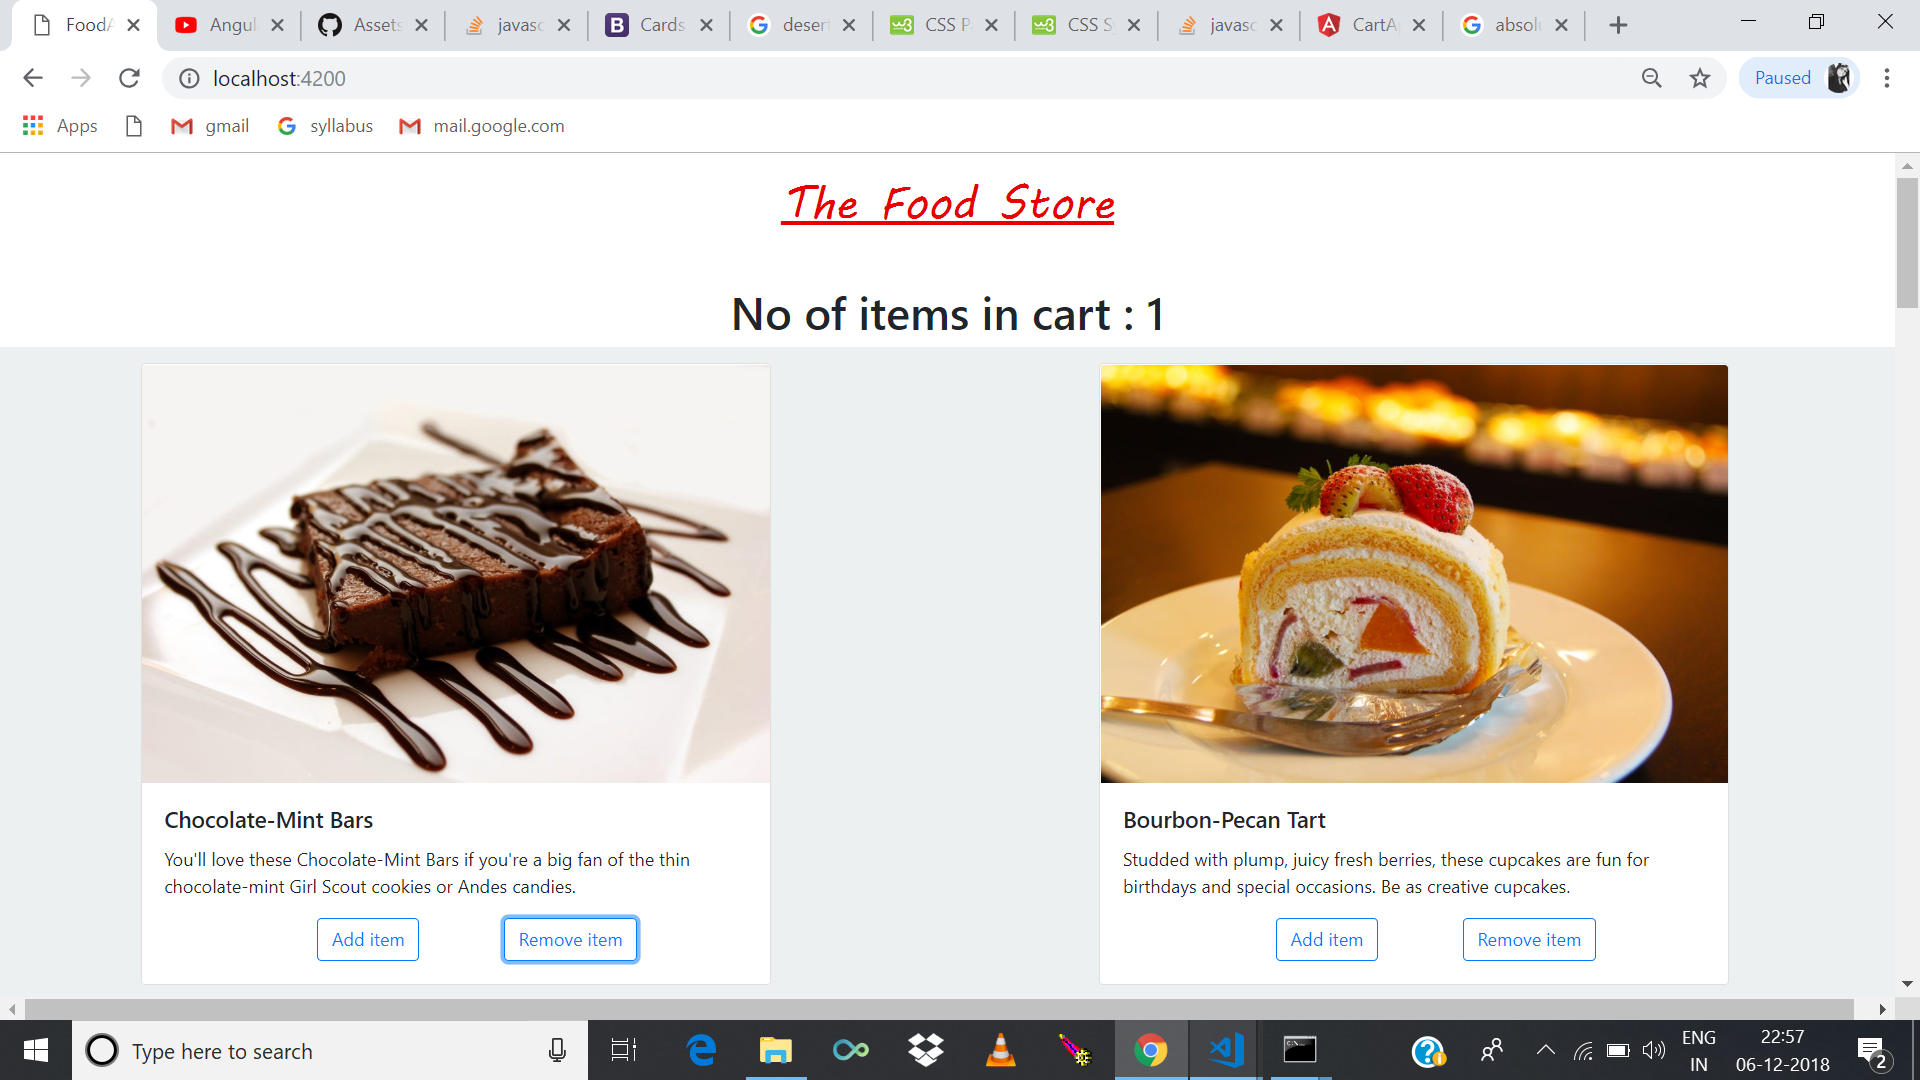 FoodA
Angul
Assets
javasc
Cards
desert
CSS P
CSS S
javasc
CartA
absolu
localhost:4200
Paused
Apps
gmail
syllabus
mail.google.com
The Food Store
No of items in cart : 1
Chocolate-Mint Bars
You'll love these Chocolate-Mint Bars if you're a big fan of the thin
chocolate-mint Girl Scout cookies or Andes candies.
Add item
Remove item
Bourbon-Pecan Tart
Studded with plump, juicy fresh berries, these cupcakes are fun for
birthdays and special occasions. Be as creative cupcakes.
Add item
Remove item
Type here to search
ENG
IN
22:57
06-12-2018
2